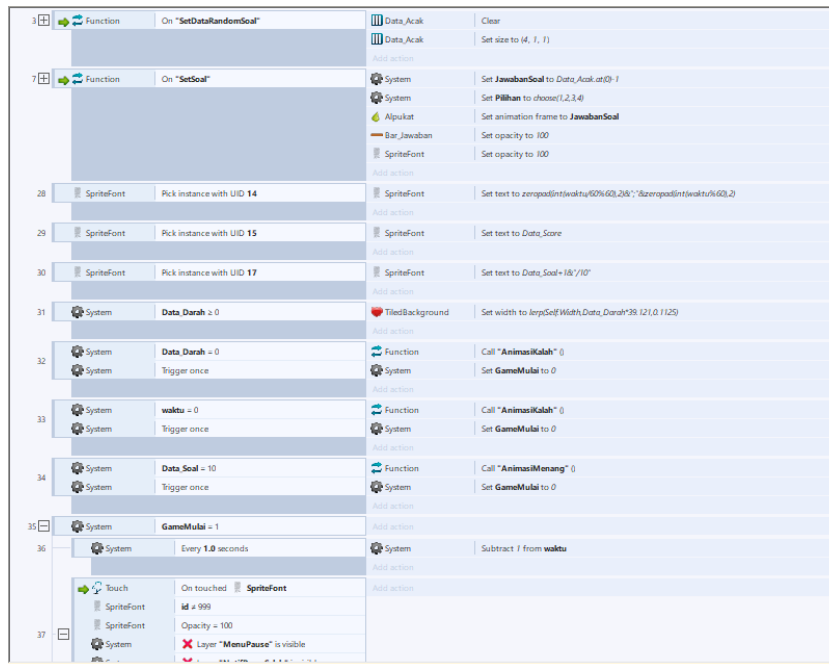 3 Function On "SetDataRandomSoal" Data_Acak Clear
Data_Acak Set size to (4, 1, 1)
Add action
7 Function On "SetSoal" System Set JawabanSoal to Data_Acak.at(0)-1
System Set Pilihan to choose(1,2,3,4)
Alpukat Set animation frame to JawabanSoal
Bar_Jawaban Set opacity to 100
SpriteFont Set opacity to 100
Add action
28 SpriteFont Pick instance with UID 14 SpriteFont Set text to zeropad(int(waktu/60%60),2)&":"&zeropad(int(waktu%60),2)
Add action
29 SpriteFont Pick instance with UID 15 SpriteFont Set text to Data_Score
Add action
30 SpriteFont Pick instance with UID 17 SpriteFont Set text to Data_Soal+1&"/10"
Add action
31 System Data_Darah ≥ 0 TiledBackground Set width to lerp(Self.Width,Data_Darah*39.121,0.1125)
Add action
32 System Data_Darah = 0 Function Call "AnimasiKalah" ()
System Trigger once System Set GameMulai to 0
Add action
33 System waktu = 0 Function Call "AnimasiKalah" ()
System Trigger once System Set GameMulai to 0
Add action
34 System Data_Soal = 10 Function Call "AnimasiMenang" ()
System Trigger once System Set GameMulai to 0
Add action
35 System GameMulai = 1 Add action
36 System Every 1.0 seconds System Subtract 1 from waktu
Add action
37 Touch On touched SpriteFont Add action
SpriteFont id ≠ 999
SpriteFont Opacity = 100
System Layer "MenuPause" is visible